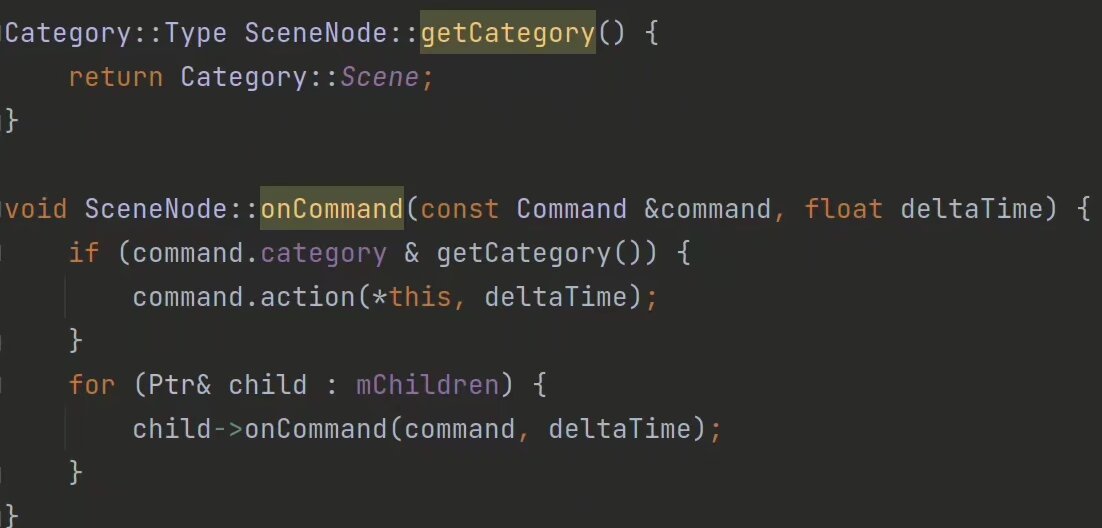 Category::Type SceneNode::getCategory() {
    return Category::Scene;
}

void SceneNode::onCommand(const Command &command, float deltaTime) {
    if (command.category & getCategory()) {
        command.action(*this, deltaTime);
    }
    for (Ptr& child : mChildren) {
        child->onCommand(command, deltaTime);
    }
}